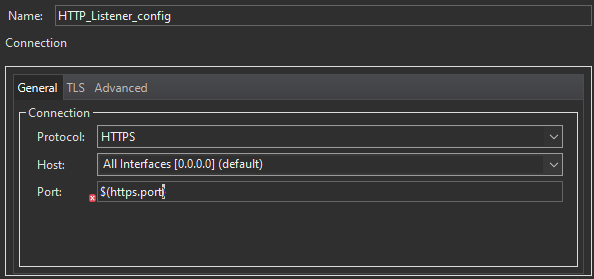 Name: HTTP_Listener_config
Connection
General TLS Advanced
Connection
Protocol: HTTPS
Host: All Interfaces [0.0.0.0] (default)
Port: $(https.port)